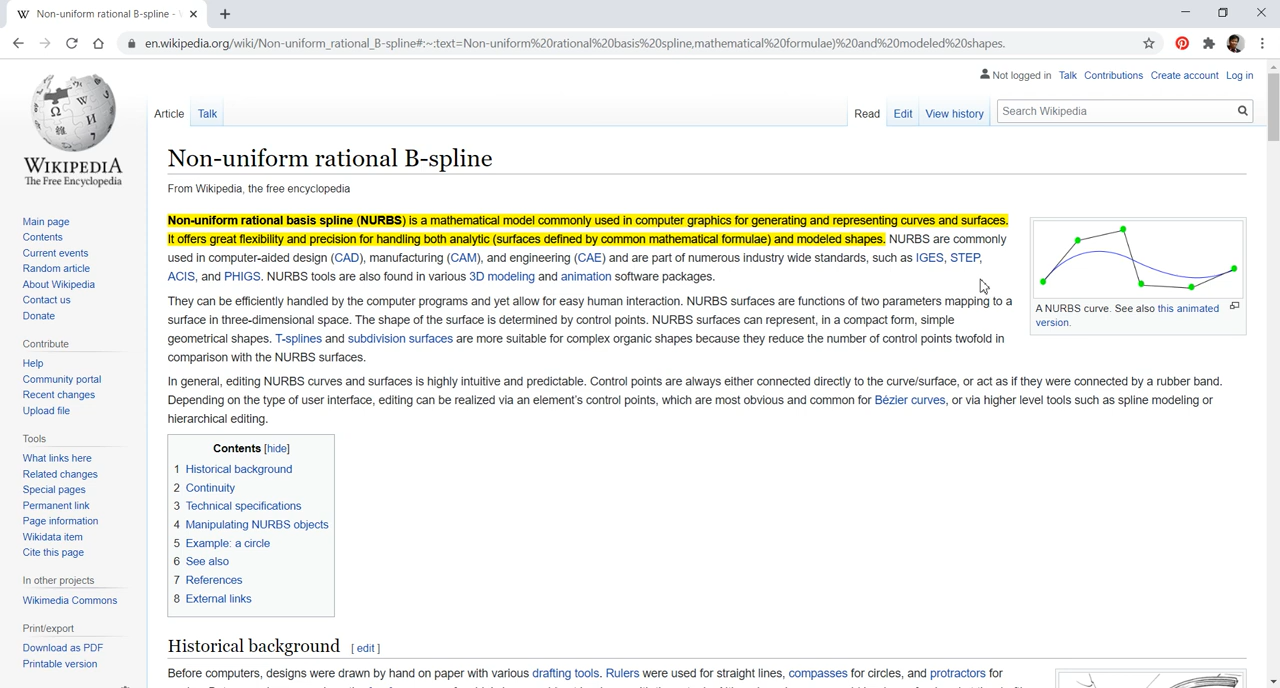 Non-uniform rational B-spline -
en.wikipedia.org/wiki/Non-uniform_rational_B-spline#:~:text=Non-uniform%20rational%20basis%20spline,mathematical%20formulae)%20and%20modeled%20shapes.
Not logged in Talk Contributions Create account Log in
Article Talk Read Edit View history Search Wikipedia
WIKIPEDIA
The Free Encyclopedia
Main page
Contents
Current events
Random article
About Wikipedia
Contact us
Donate
Contribute
Help
Community portal
Recent changes
Upload file
Tools
What links here
Related changes
Special pages
Permanent link
Page information
Wikidata item
Cite this page
In other projects
Wikimedia Commons
Print/export
Download as PDF
Printable version
Non-uniform rational B-spline
From Wikipedia, the free encyclopedia
Non-uniform rational basis spline (NURBS) is a mathematical model commonly used in computer graphics for generating and representing curves and surfaces.
It offers great flexibility and precision for handling both analytic (surfaces defined by common mathematical formulae) and modeled shapes. NURBS are commonly
used in computer-aided design (CAD), manufacturing (CAM), and engineering (CAE) and are part of numerous industry wide standards, such as IGES, STEP,
ACIS, and PHIGS. NURBS tools are also found in various 3D modeling and animation software packages.
They can be efficiently handled by the computer programs and yet allow for easy human interaction. NURBS surfaces are functions of two parameters mapping to a
surface in three-dimensional space. The shape of the surface is determined by control points. NURBS surfaces can represent, in a compact form, simple
geometrical shapes. T-splines and subdivision surfaces are more suitable for complex organic shapes because they reduce the number of control points twofold in
comparison with the NURBS surfaces.
In general, editing NURBS curves and surfaces is highly intuitive and predictable. Control points are always either connected directly to the curve/surface, or act as if they were connected by a rubber band.
Depending on the type of user interface, editing can be realized via an element's control points, which are most obvious and common for Bézier curves, or via higher level tools such as spline modeling or
hierarchical editing.
A NURBS curve. See also this animated
version.
Contents [hide]
1 Historical background
2 Continuity
3 Technical specifications
4 Manipulating NURBS objects
5 Example: a circle
6 See also
7 References
8 External links
Historical background [ edit ]
Before computers, designs were drawn by hand on paper with various drafting tools. Rulers were used for straight lines, compasses for circles, and protractors for